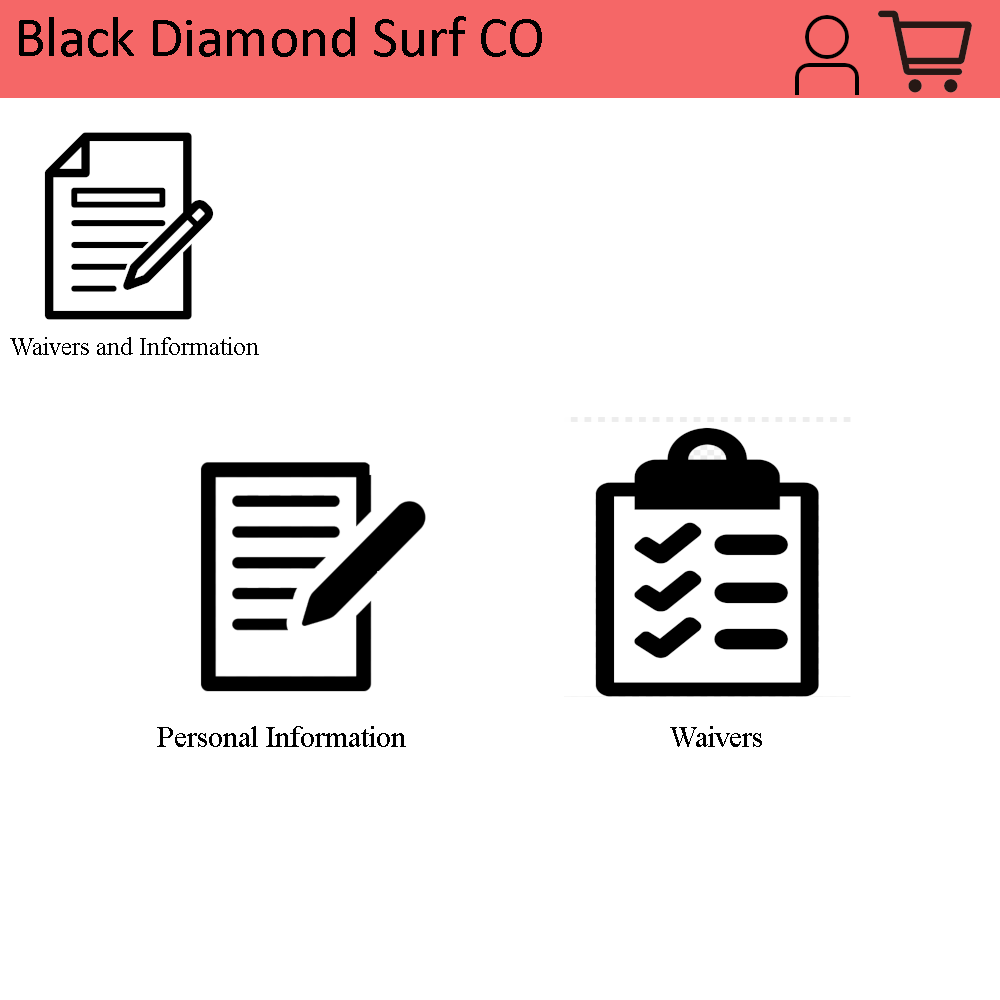 Black Diamond Surf CO
Waivers and Information
Personal Information
Waivers